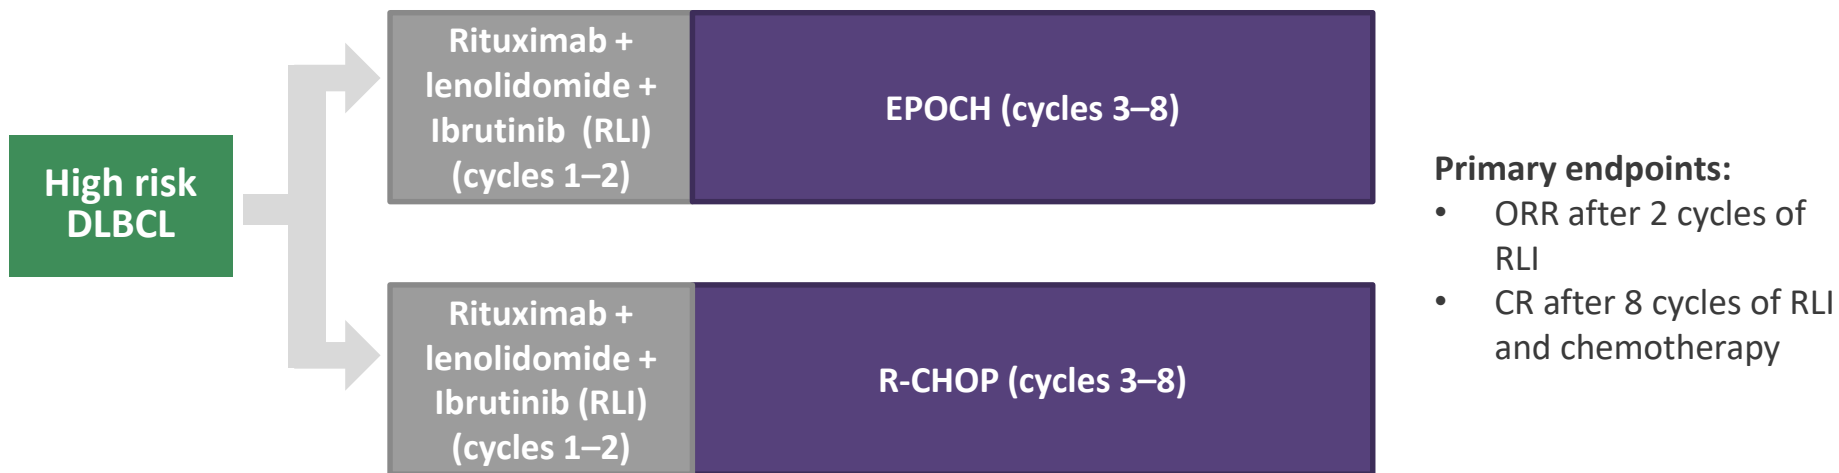 High risk
DLBCL
Rituximab +
lenolidomide +
Ibrutinib (RLI)
(cycles 1–2)
EPOCH (cycles 3–8)
Rituximab +
lenolidomide +
Ibrutinib (RLI)
(cycles 1–2)
R-CHOP (cycles 3–8)
Primary endpoints:
• ORR after 2 cycles of
RLI
• CR after 8 cycles of RLI
and chemotherapy